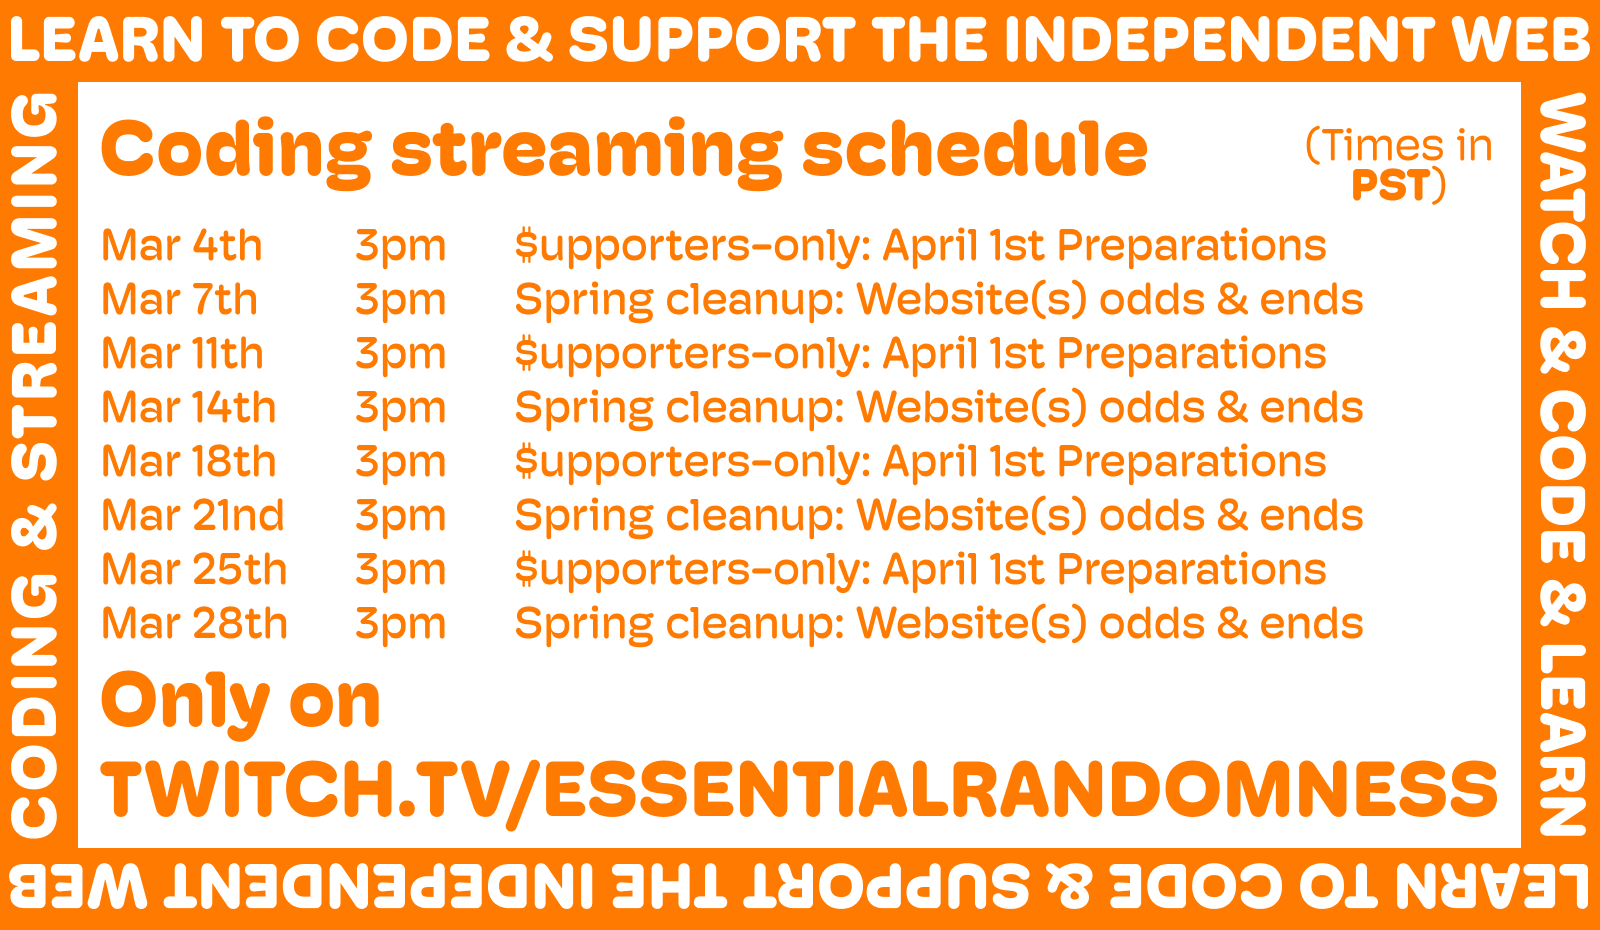 LEARN TO CODE & SUPPORT THE INDEPENDENT WEB
Coding streaming schedule
(Times in
PST)
Mar 4th 3pm $upporters-only: April 1st Preparations
Mar 7th 3pm Spring cleanup: Website(s) odds & ends
Mar 11th 3pm $upporters-only: April 1st Preparations
Mar 14th 3pm Spring cleanup: Website(s) odds & ends
Mar 18th 3pm $upporters-only: April 1st Preparations
Mar 21nd 3pm Spring cleanup: Website(s) odds & ends
Mar 25th 3pm $upporters-only: April 1st Preparations
Mar 28th 3pm Spring cleanup: Website(s) odds & ends
Only on
TWITCH.TV/ESSENTIALRANDOMNESS
WATCH & CODE & LEARN
LEARN TO CODE & SUPPORT THE INDEPENDENT WEB
CODING & STREAMING